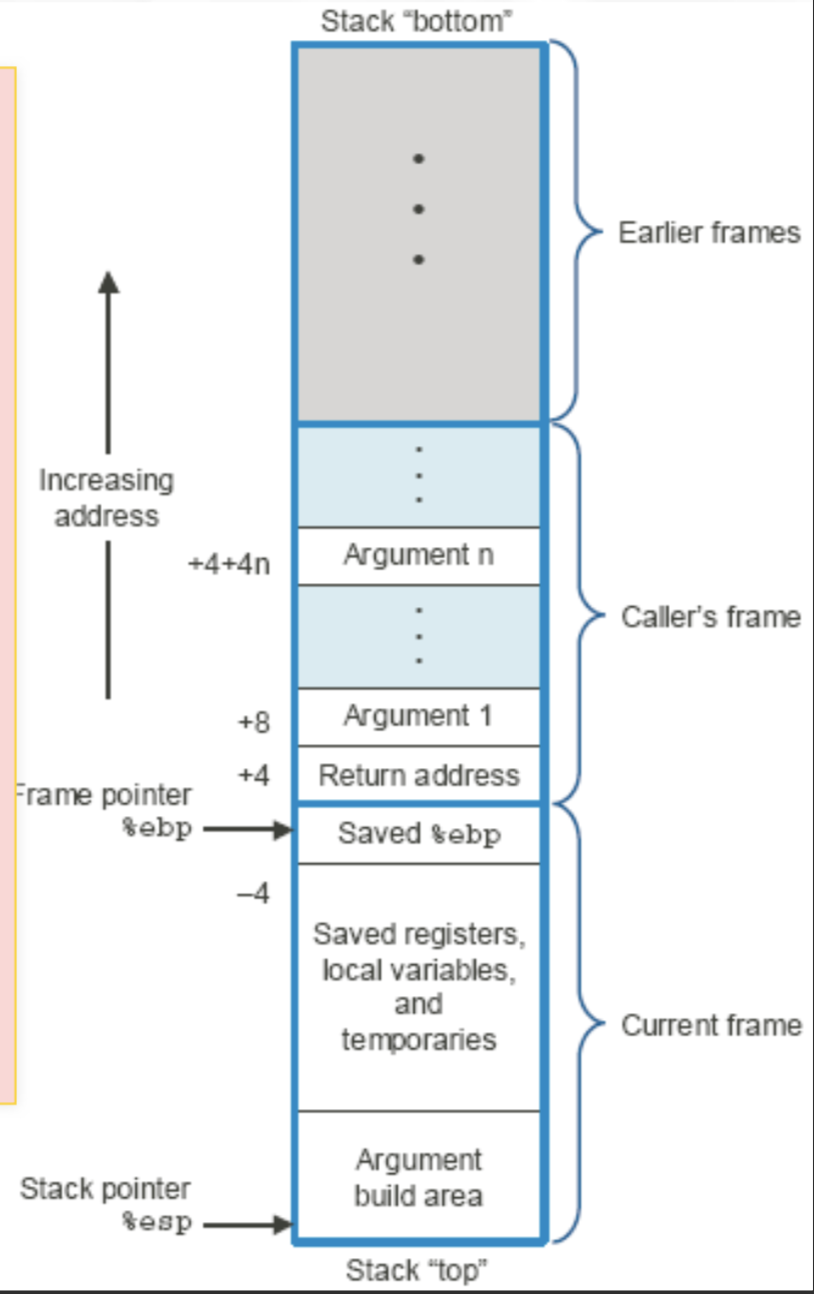 Stack “bottom”
Earlier frames
Increasing
address
+4+4n
Argument n
Caller’s frame
+8
Argument 1
+4
Return address
Frame pointer
%ebp
Saved %ebp
–4
Saved registers,
local variables,
and
temporaries
Current frame
Argument
build area
Stack pointer
%esp
Stack “top”